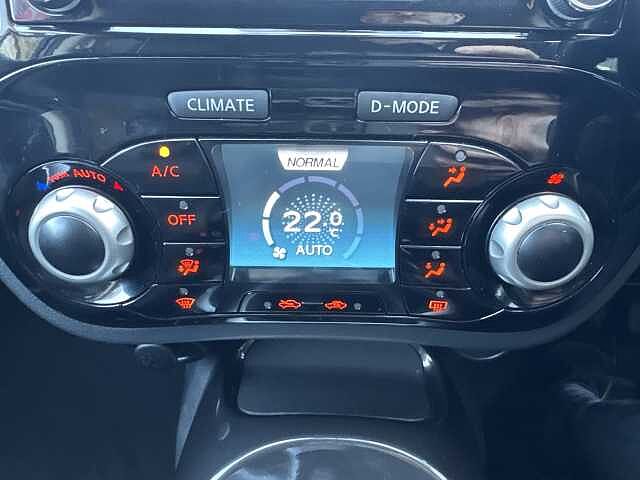 CLIMATE
D-MODE
NORMAL
AUTO
A/C
22.0
°C
OFF
AUTO